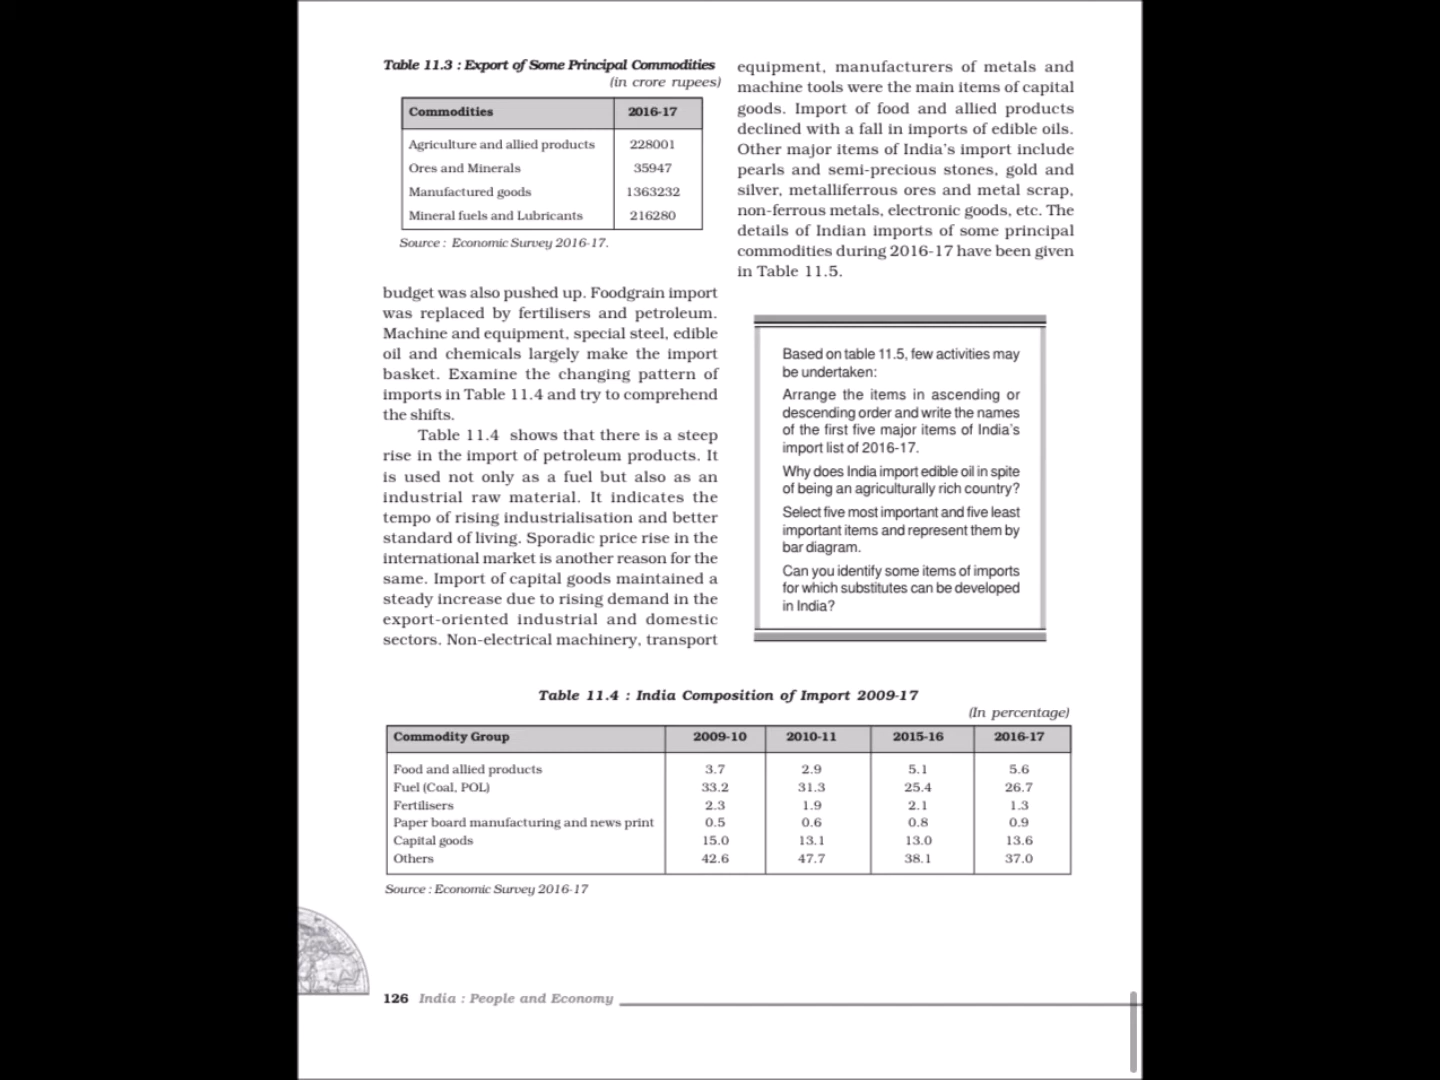 Table 11.3 : Export of Some Principal Commodities
(in crore rupees)
Commodities 2016-17
Agriculture and allied products 228001
Ores and Minerals 35947
Manufactured goods 1363232
Mineral fuels and Lubricants 216280
Source : Economic Survey 2016-17.
budget was also pushed up. Foodgrain import
was replaced by fertilisers and petroleum.
Machine and equipment, special steel, edible
oil and chemicals largely make the import
basket. Examine the changing pattern of
imports in Table 11.4 and try to comprehend
the shifts.
Table 11.4 shows that there is a steep
rise in the import of petroleum products. It
is used not only as a fuel but also as an
industrial raw material. It indicates the
tempo of rising industrialisation and better
standard of living. Sporadic price rise in the
international market is another reason for the
same. Import of capital goods maintained a
steady increase due to rising demand in the
export-oriented industrial and domestic
sectors. Non-electrical machinery, transport
equipment, manufacturers of metals and
machine tools were the main items of capital
goods. Import of food and allied products
declined with a fall in imports of edible oils.
Other major items of India's import include
pearls and semi-precious stones, gold and
silver, metalliferrous ores and metal scrap,
non-ferrous metals, electronic goods, etc. The
details of Indian imports of some principal
commodities during 2016-17 have been given
in Table 11.5.
Based on table 11.5, few activities may
be undertaken:
Arrange the items in ascending or
descending order and write the names
of the first five major items of India's
import list of 2016-17.
Why does India import edible oil in spite
of being an agriculturally rich country?
Select five most important and five least
important items and represent them by
bar diagram.
Can you identify some items of imports
for which substitutes can be developed
in India?
Table 11.4 : India Composition of Import 2009-17
(In percentage)
Commodity Group 2009-10 2010-11 2015-16 2016-17
Food and allied products 3.7 2.9 5.1 5.6
Fuel (Coal, POL) 33.2 31.3 25.4 26.7
Fertilisers 2.3 1.9 2.1 1.3
Paper board manufacturing and news print 0.5 0.6 0.8 0.9
Capital goods 15.0 13.1 13.0 13.6
Others 42.6 47.7 38.1 37.0
Source : Economic Survey 2016-17
126 India : People and Economy